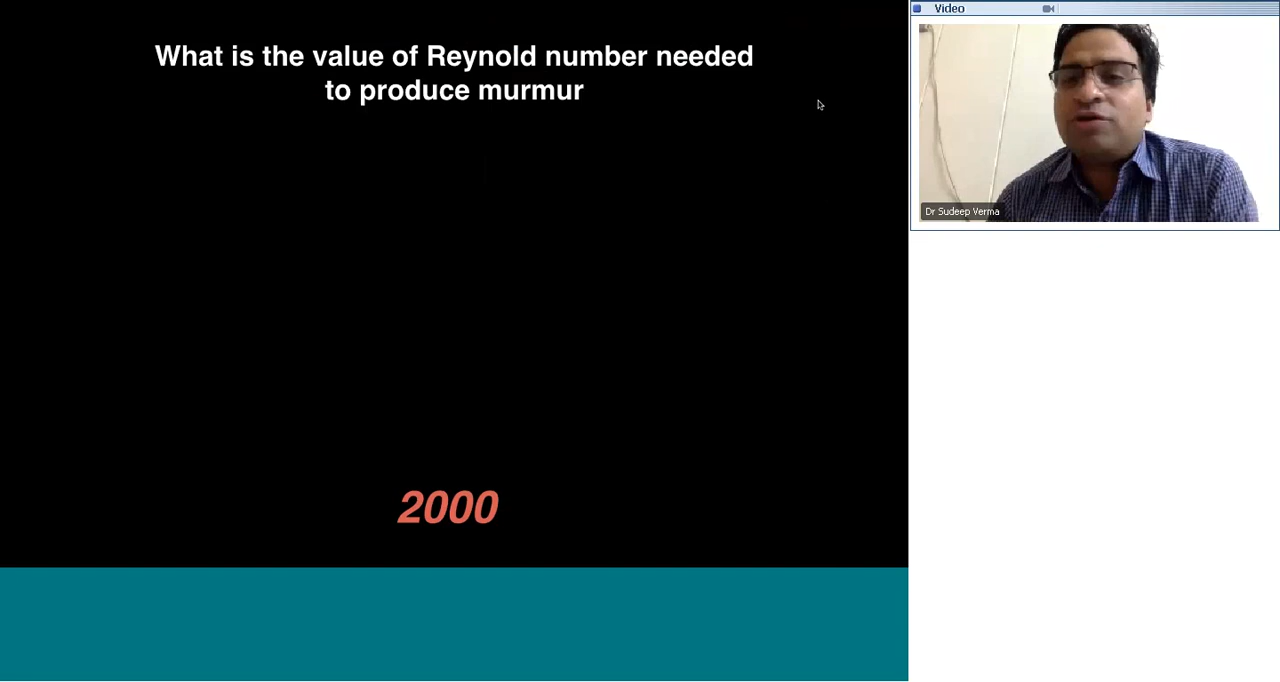 What is the value of Reynold number needed
to produce murmur
2000
Video
Dr Sudeep Verma